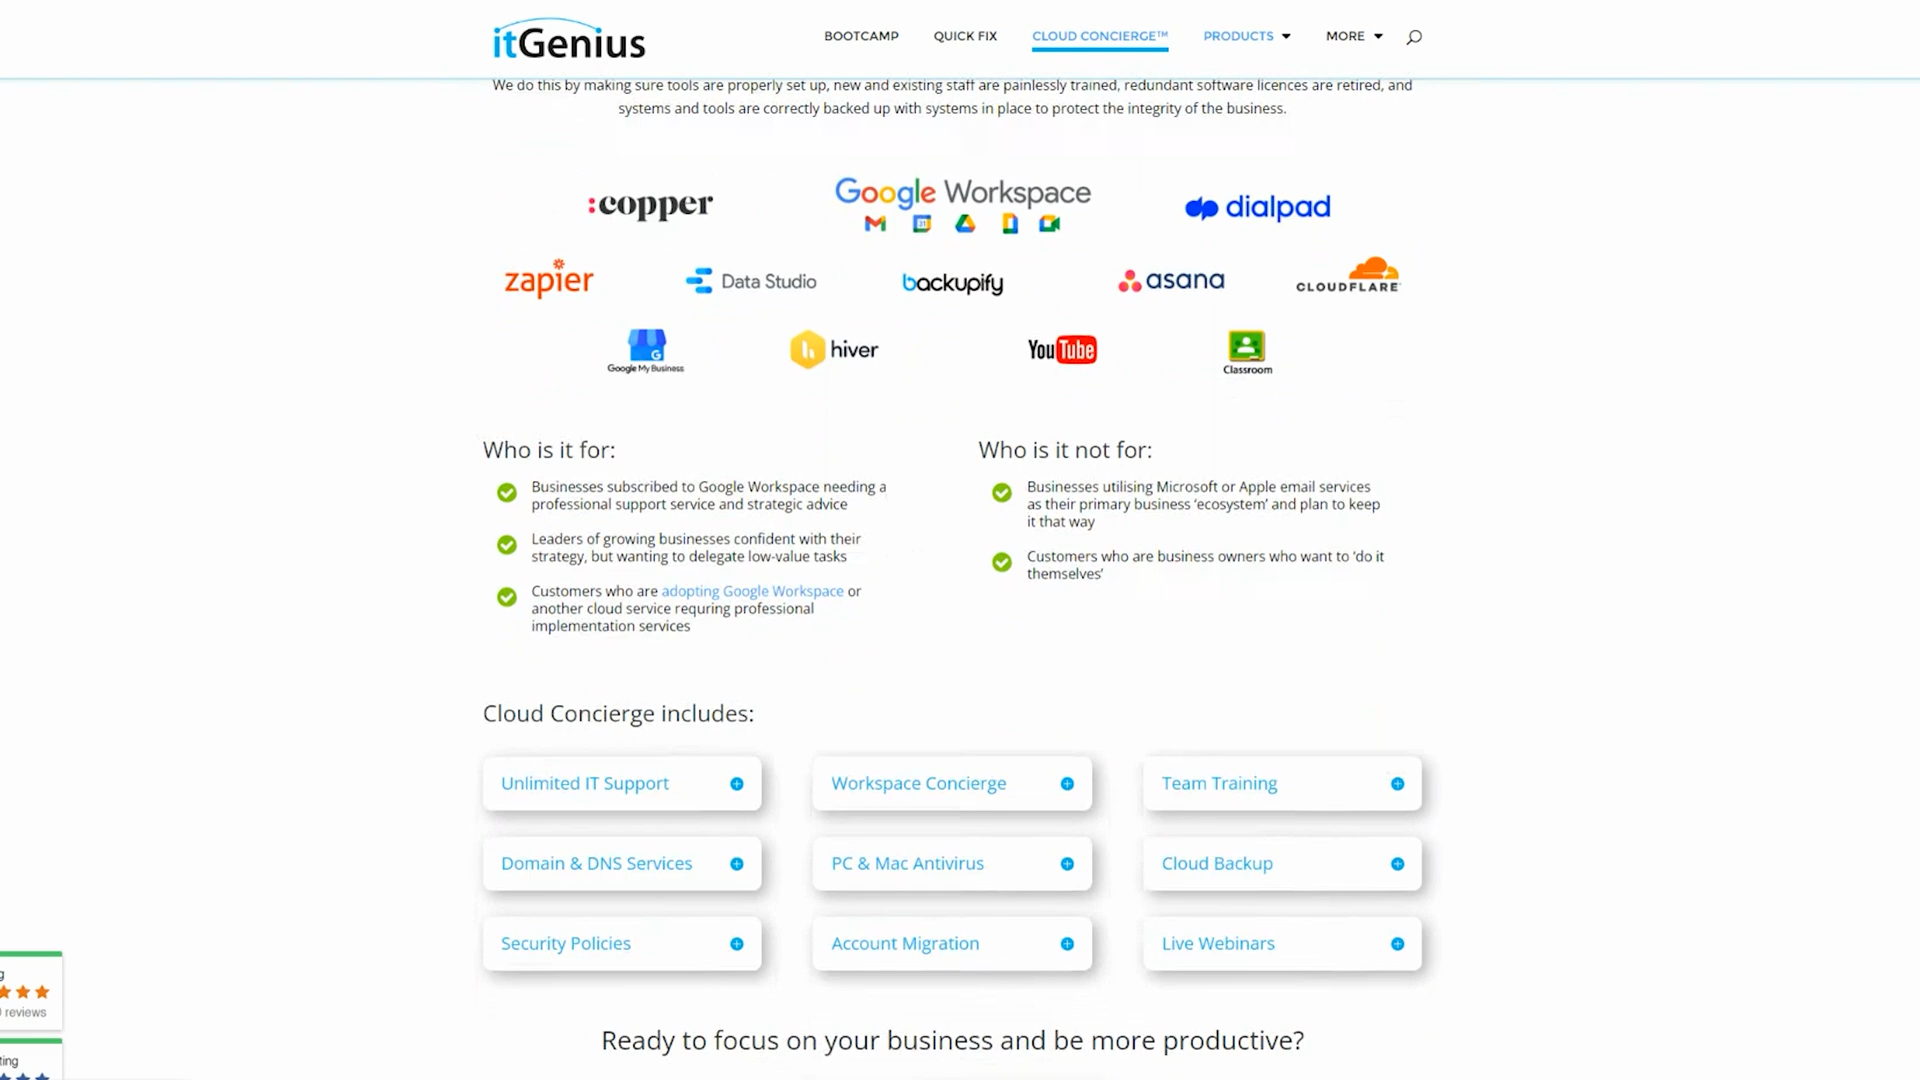 itGenius
BOOTCAMP QUICK FIX CLOUD CONCIERGE™ PRODUCTS MORE
We do this by making sure tools are properly set up, new and existing staff are painlessly trained, redundant software licences are retired, and
systems and tools are correctly backed up with systems in place to protect the integrity of the business.
:copper
Google Workspace
dialpad
zapier
Data Studio
backupify
asana
CLOUDFLARE
Google My Business
hiver
YouTube
Classroom
Who is it for:
Businesses subscribed to Google Workspace needing a
professional support service and strategic advice
Leaders of growing businesses confident with their
strategy, but wanting to delegate low-value tasks
Customers who are adopting Google Workspace or
another cloud service requring professional
implementation services
Who is it not for:
Businesses utilising Microsoft or Apple email services
as their primary business ‘ecosystem’ and plan to keep
it that way
Customers who are business owners who want to ‘do it
themselves’
Cloud Concierge includes:
Unlimited IT Support
Workspace Concierge
Team Training
Domain & DNS Services
PC & Mac Antivirus
Cloud Backup
Security Policies
Account Migration
Live Webinars
g
reviews
ting
Ready to focus on your business and be more productive?